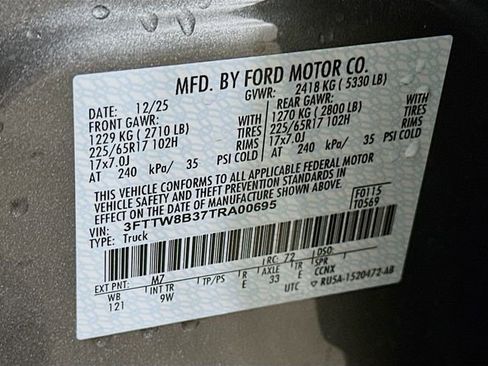 MFD. BY FORD MOTOR CO.
DATE: 12/25 GVWR: 2418 KG ( 5330 LB)
FRONT GAWR: REAR GAWR:
1229 KG ( 2710 LB) WITH 1270 KG ( 2800 LB) WITH
225/65R17 102H TIRES 225/65R17 102H TIRES
17x7.0J RIMS 17x7.0J RIMS
AT 240 kPa/ 35 PSI COLD AT 240 kPa/ 35 PSI COLD
THIS VEHICLE CONFORMS TO ALL APPLICABLE FEDERAL MOTOR
VEHICLE SAFETY AND THEFT PREVENTION STANDARDS IN
EFFECT ON THE DATE OF MANUFACTURE SHOWN ABOVE.
VIN: 3FTTW8B37TRA00695 F0115
TYPE: Truck T0569
EXT PNT: M7 RC: 72 DSO:
WB INT TR TP/PS R AXLE TR SPR
121 9W E 33 E CCNX
UTC ▼RU5A-1520472-AB